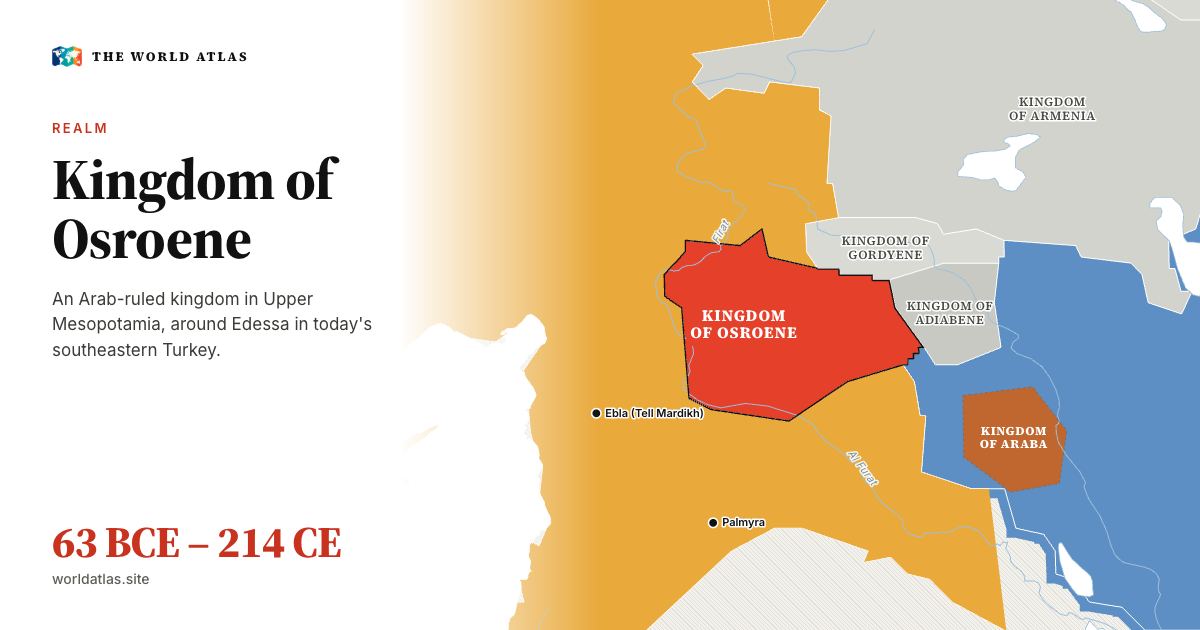 THE WORLD ATLAS
REALM
Kingdom of
Osroene
An Arab-ruled kingdom in Upper
Mesopotamia, around Edessa in today's
southeastern Turkey.
63 BCE – 214 CE
worldatlas.site
KINGDOM
OF ARMENIA
Firat
KINGDOM OF
GORDYENE
KINGDOM
OF OSROENE
KINGDOM OF
ADIABENE
Ebla (Tell Mardikh)
KINGDOM
OF ARABA
Al Furat
Palmyra